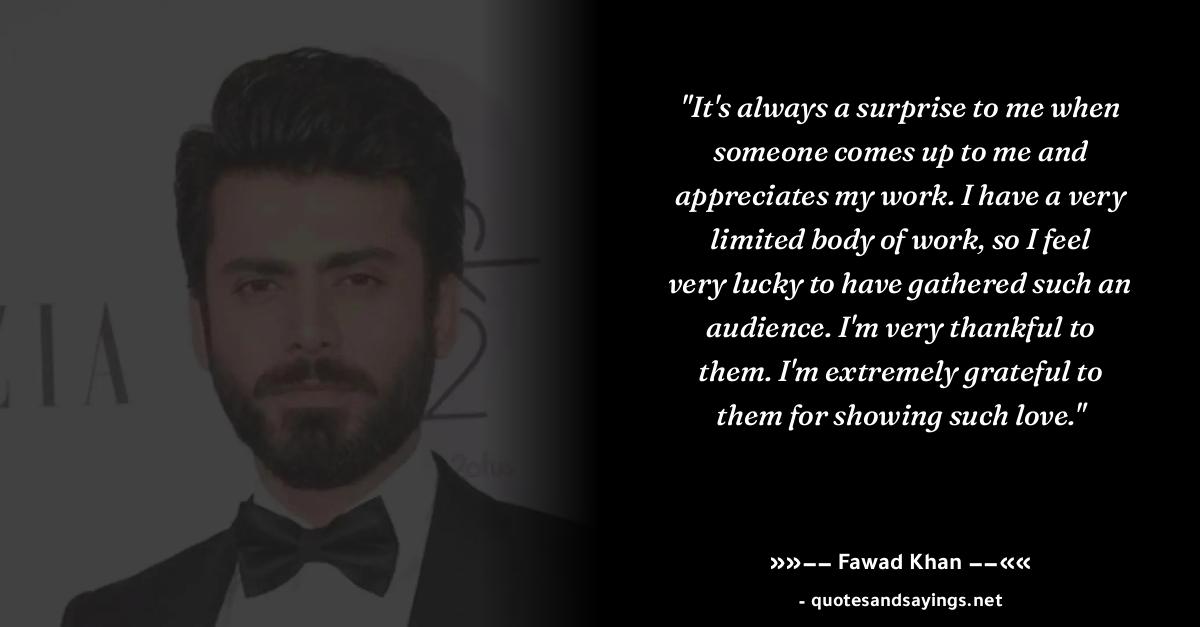 "It's always a surprise to me when
someone comes up to me and
appreciates my work. I have a very
limited body of work, so I feel
very lucky to have gathered such an
audience. I'm very thankful to
them. I'm extremely grateful to
them for showing such love."
»»–– Fawad Khan ––««
- quotesandsayings.net
ZIA